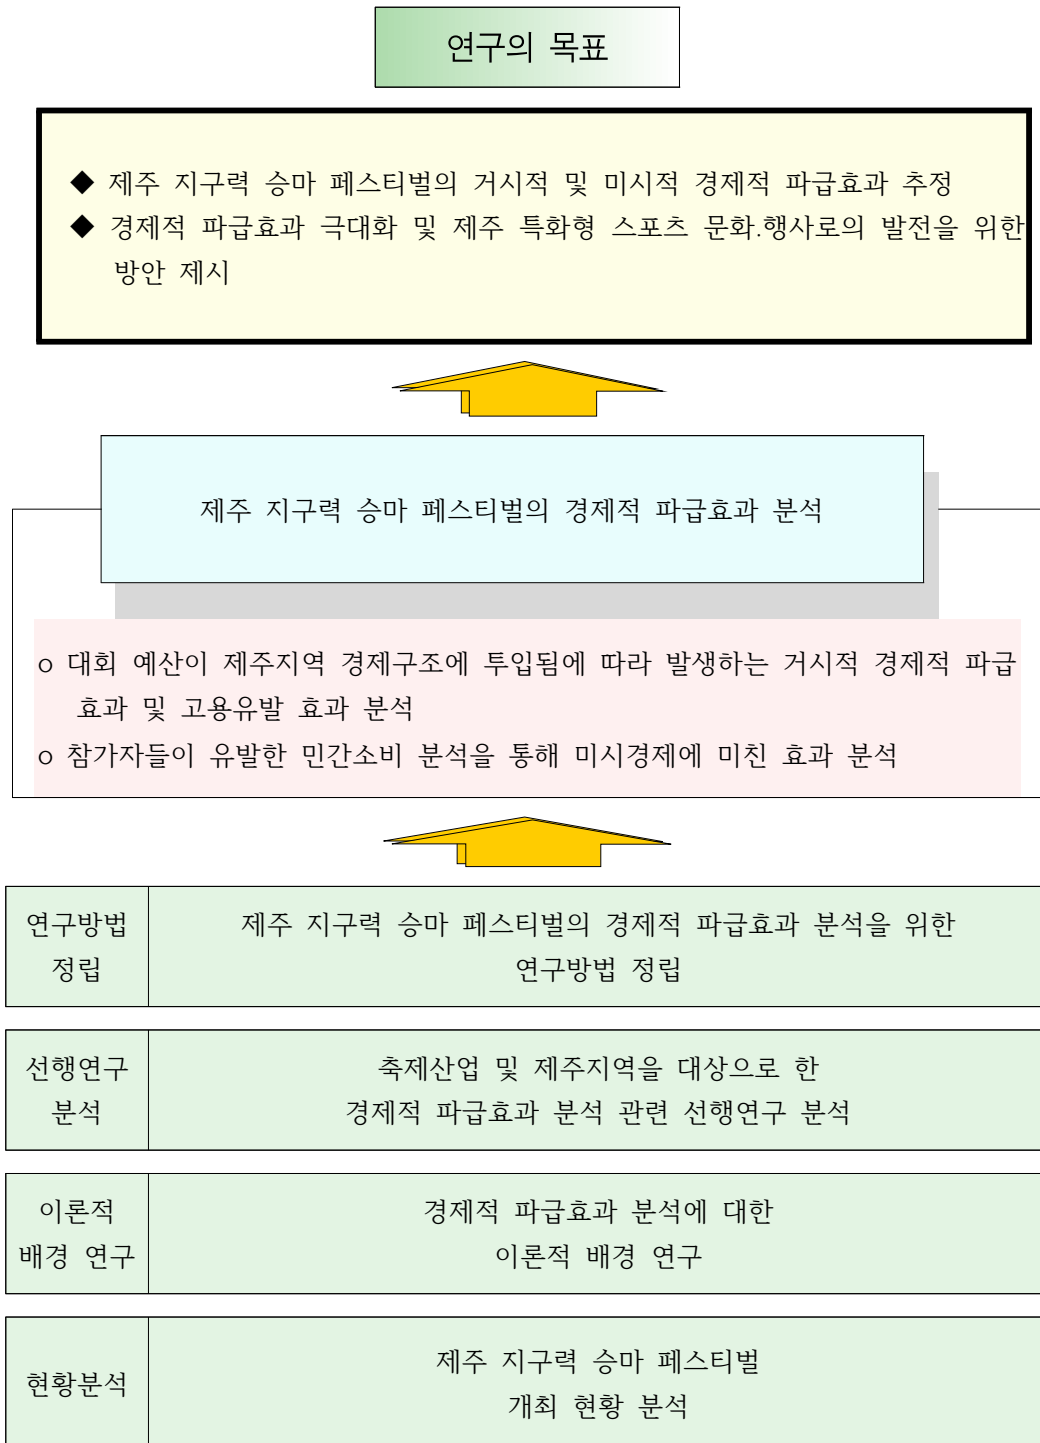 연구의 목표
◆ 제주 지구력 승마 페스티벌의 거시적 및 미시적 경제적 파급효과 추정
◆ 경제적 파급효과 극대화 및 제주 특화형 스포츠 문화.행사로의 발전을 위한
방안 제시
제주 지구력 승마 페스티벌의 경제적 파급효과 분석
o 대회 예산이 제주지역 경제구조에 투입됨에 따라 발생하는 거시적 경제적 파급
효과 및 고용유발 효과 분석
o 참가자들이 유발한 민간소비 분석을 통해 미시경제에 미친 효과 분석
연구방법
정립
제주 지구력 승마 페스티벌의 경제적 파급효과 분석을 위한
연구방법 정립
선행연구
분석
축제산업 및 제주지역을 대상으로 한
경제적 파급효과 분석 관련 선행연구 분석
이론적
배경 연구
경제적 파급효과 분석에 대한
이론적 배경 연구
현황분석
제주 지구력 승마 페스티벌
개최 현황 분석